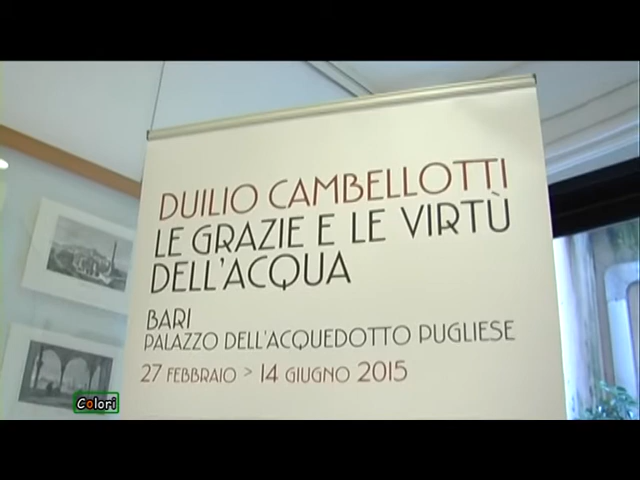 DUILIO CAMBELLOTTI
LE GRAZIE E LE VIRTÙ
DELL'ACQUA
BARI
PALAZZO DELL'ACQUEDOTTO PUGLIESE
27 FEBBRAIO > 14 GIUGNO 2015
Colori